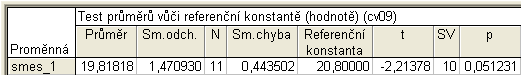 Test průměrů vůči referenční konstantě (hodnotě) (cv09)
Proměnná Průměr Sm.odch. N Sm.chyba Referenční konstanta t SV p
smes_1 19,81818 1,470930 11 0,443502 20,80000 -2,21378 10 0,051231